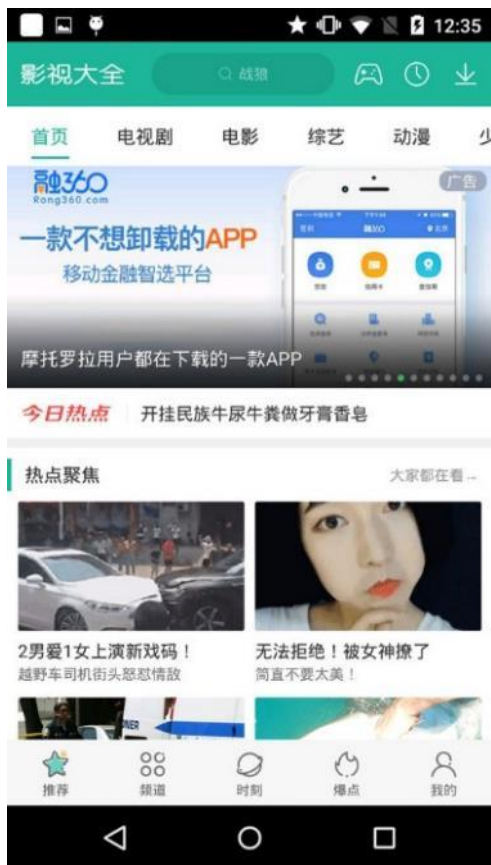 12:35
影视大全
战狼
首页 电视剧 电影 综艺 动漫
融360
Rong360.com
广告
一款不想卸载的APP
移动金融智选平台
融360
北京
摩托罗拉用户都在下载的一款APP
今日热点 开挂民族牛尿牛粪做牙膏香皂
热点聚焦
大家都在看
2男爱1女上演新戏码！
越野车司机街头怒怼情敌
无法拒绝！被女神撩了
简直不要太美！
推荐 频道 时刻 爆点 我的